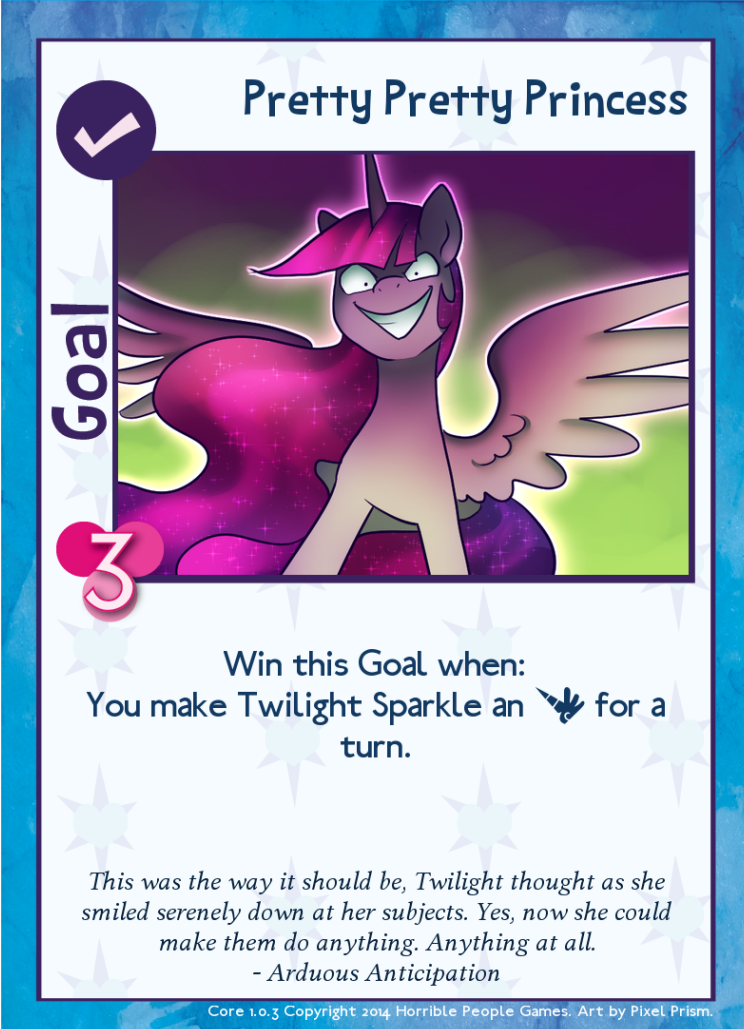 Pretty Pretty Princess
Goal
3
Win this Goal when:
You make Twilight Sparkle an for a
turn.
This was the way it should be, Twilight thought as she
smiled serenely down at her subjects. Yes, now she could
make them do anything. Anything at all.
- Arduous Anticipation
Core 1.0.3 Copyright 2014 Horrible People Games. Art by Pixel Prism.